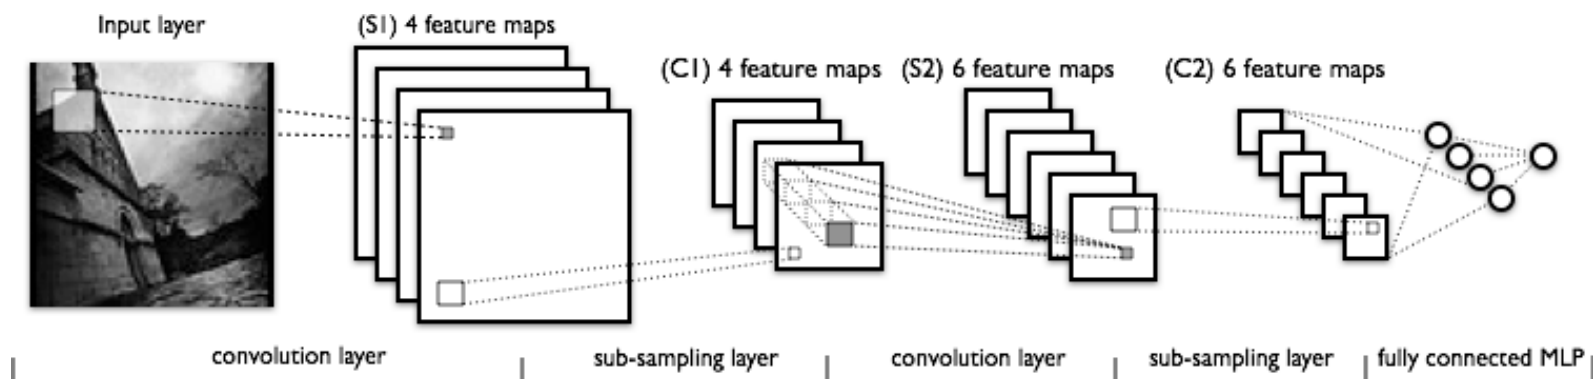 Input layer
(S1) 4 feature maps
(C1) 4 feature maps
(S2) 6 feature maps
(C2) 6 feature maps
convolution layer
sub-sampling layer
convolution layer
sub-sampling layer
fully connected MLP